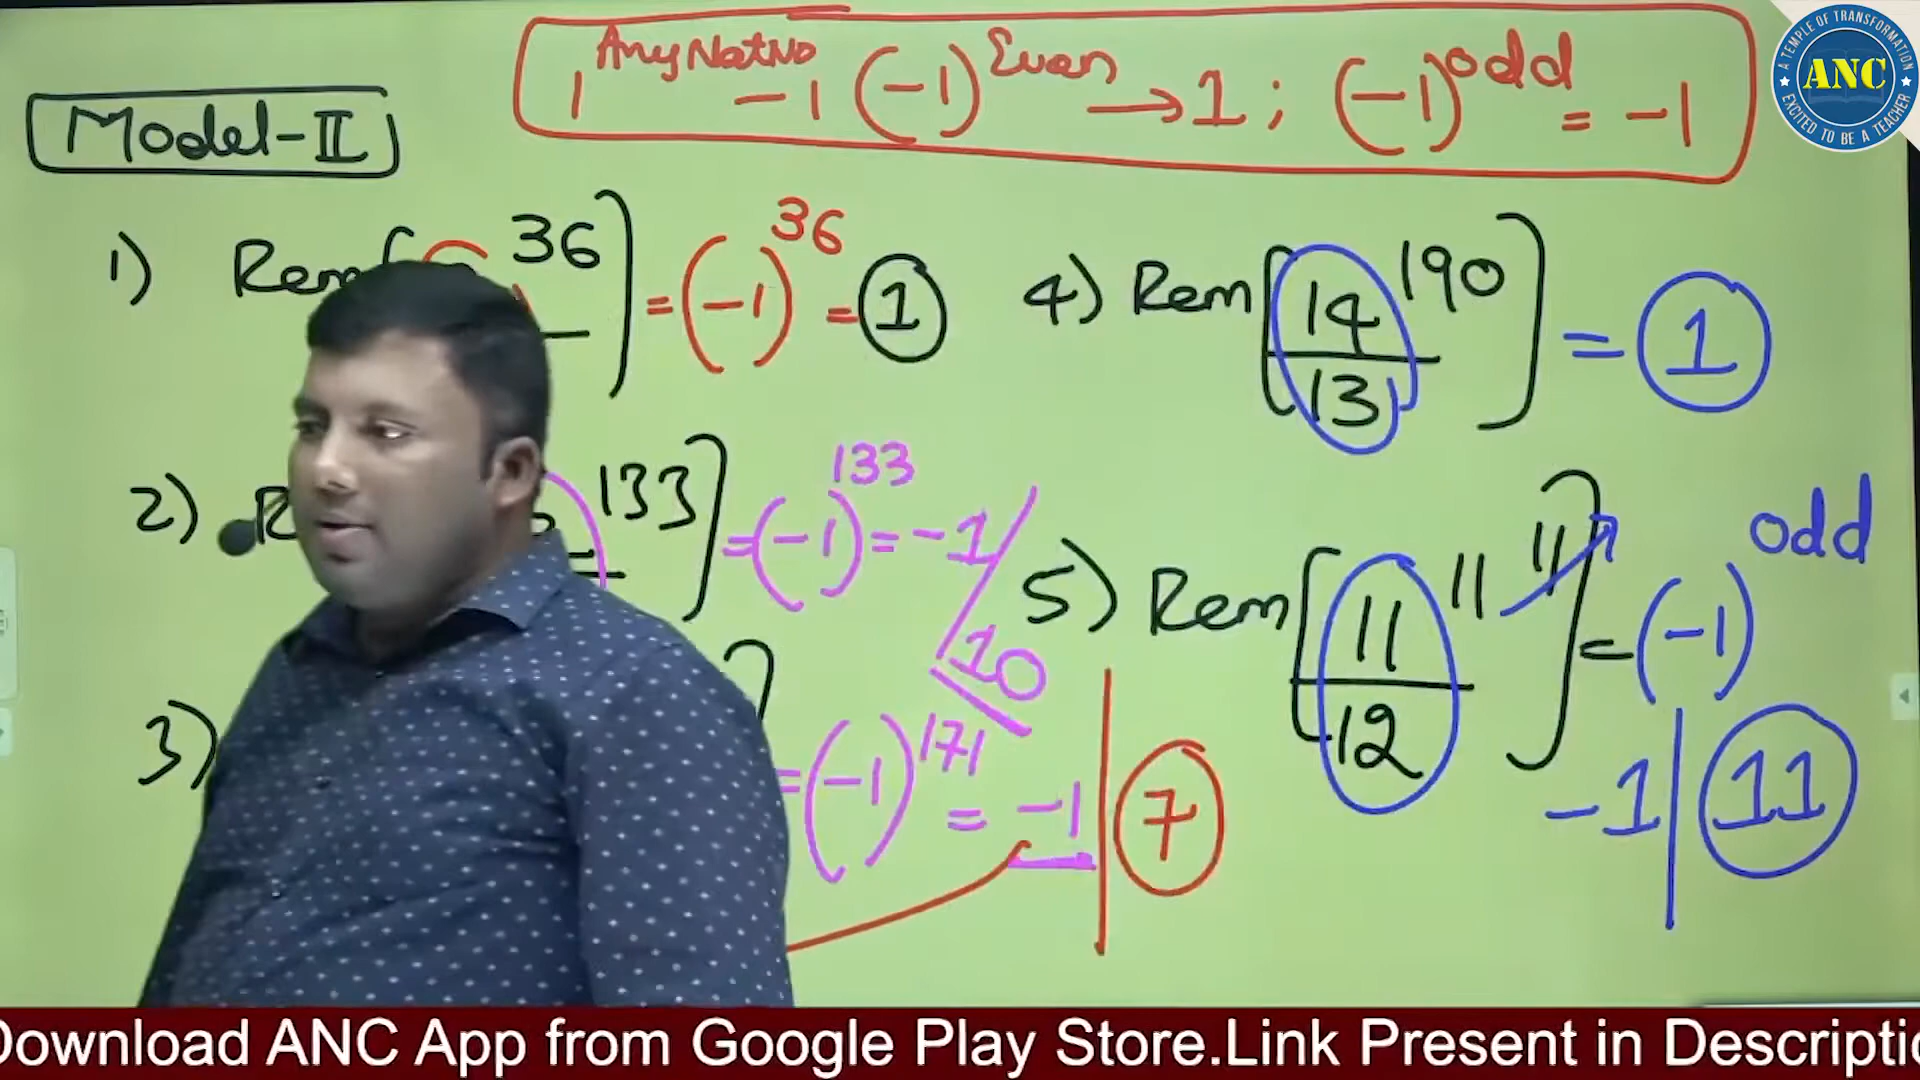 1 Any Nat No – 1 (-1) Even → 1 ; (-1) odd = -1
A TEMPLE OF TRANSFORMATION
ANC
EXCITED TO BE A TEACHER
Model-II
1) Rem[ 36 ] = (-1) 36 = 1
4) Rem[ 14 190 / 13 ] = 1
2) R 133 ] = (-1) 133 = -1 / 10
5) Rem[ 11 11 11 / 12 ] = (-1) odd
-1 | 11
3) ] = (-1) 171 = -1 | 7
Download ANC App from Google Play Store.Link Present in Descriptio